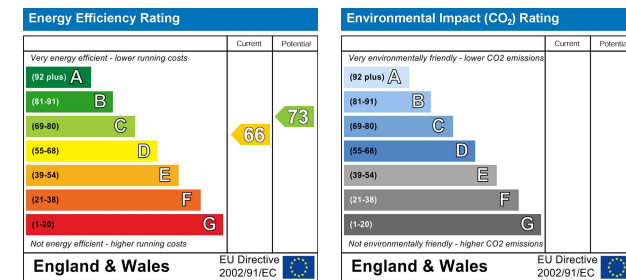 Energy Efficiency Rating
Current Potential
Very energy efficient - lower running costs
(92 plus) A
(81-91) B
(69-80) C
(55-68) D
(39-54) E
(21-38) F
(1-20) G
66
73
Not energy efficient - higher running costs
England & Wales
EU Directive
2002/91/EC
Environmental Impact (CO₂) Rating
Current Potential
Very environmentally friendly - lower CO2 emissions
(92 plus) A
(81-91) B
(69-80) C
(55-68) D
(39-54) E
(21-38) F
(1-20) G
Not environmentally friendly - higher CO2 emissions
England & Wales
EU Directive
2002/91/EC